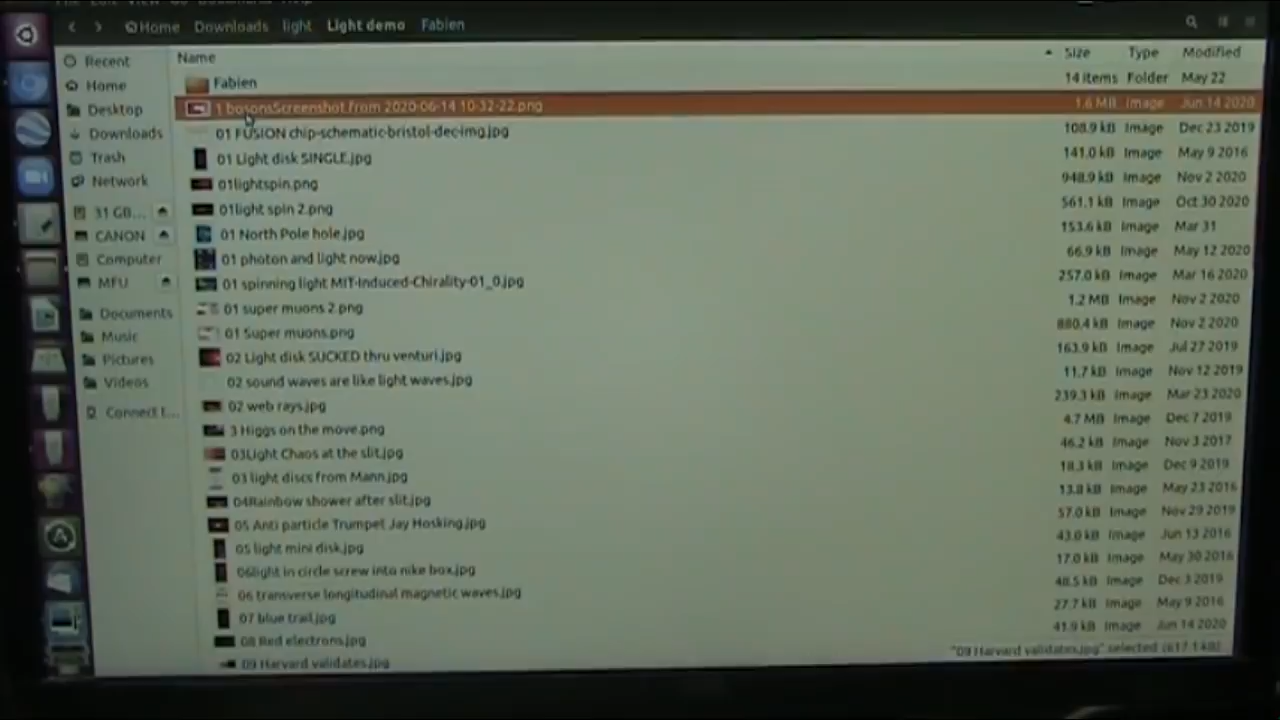 Home Downloads light Light demo Fabien
Name Size Type Modified
Recent
Home
Desktop
Downloads
Trash
Network
31 GB...
CANON
Computer
MFU
Documents
Music
Pictures
Videos
Connect t...
Fabien 14 items Folder May 22
1 bosonsScreenshot from 2020-06-14 10-32-22.png 1.6 MB Image Jun 14 2020
01 FUSION chip-schematic-bristol-dec-img.jpg 108.9 kB Image Dec 23 2019
01 Light disk SINGLE.jpg 141.0 kB Image May 9 2016
01lightspin.png 948.9 kB Image Nov 2 2020
01light spin 2.png 561.1 kB Image Oct 30 2020
01 North Pole hole.jpg 153.6 kB Image Mar 31
01 photon and light now.jpg 66.9 kB Image May 12 2020
01 spinning light MIT-Induced-Chirality-01_0.jpg 257.0 kB Image Mar 16 2020
01 super muons 2.png 1.2 MB Image Nov 2 2020
01 Super muons.png 880.4 kB Image Nov 2 2020
02 Light disk SUCKED thru venturi.jpg 163.9 kB Image Jul 27 2019
02 sound waves are like light waves.jpg 11.7 kB Image Nov 12 2019
02 web rays.jpg 239.3 kB Image Mar 23 2020
3 Higgs on the move.png 4.7 MB Image Dec 7 2019
03Light Chaos at the slit.jpg 46.2 kB Image Nov 3 2017
03 light discs from Mann.jpg 18.3 kB Image Dec 9 2019
04Rainbow shower after slit.jpg 13.8 kB Image May 23 2016
05 Anti particle Trumpet Jay Hosking.jpg 57.0 kB Image Nov 29 2019
05 light mini disk.jpg 43.0 kB Image Jun 13 2016
06light in circle screw into nike box.jpg 17.0 kB Image May 30 2016
06 transverse longitudinal magnetic waves.jpg 48.5 kB Image Dec 3 2019
07 blue trail.jpg 27.7 kB Image May 9 2016
08 Red electrons.jpg 41.9 kB Image Jun 14 2020
09 Harvard validates.jpg
"09 Harvard validates.jpg" selected (617.1 kB)